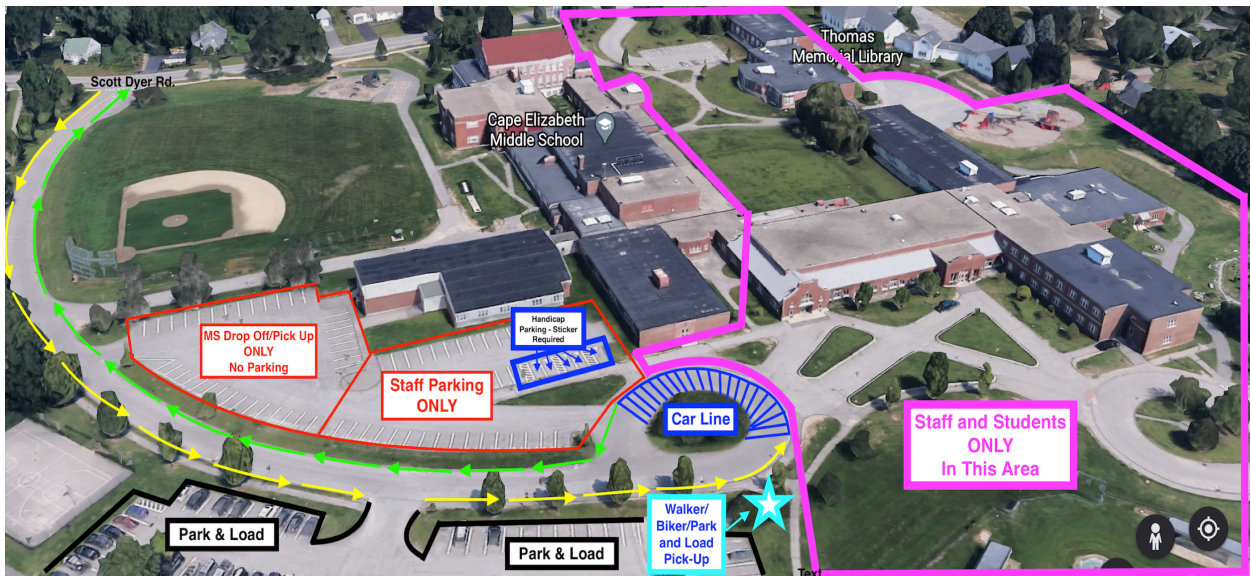 Thomas
Memorial Library
Scott Dyer Rd.
Cape Elizabeth
Middle School
Handicap
Parking - Sticker
Required
MS Drop Off/Pick Up
ONLY
No Parking
Staff Parking
ONLY
Car Line
Staff and Students
ONLY
In This Area
Walker/
Biker/Park
and Load
Pick-Up
Park & Load
Park & Load
Text